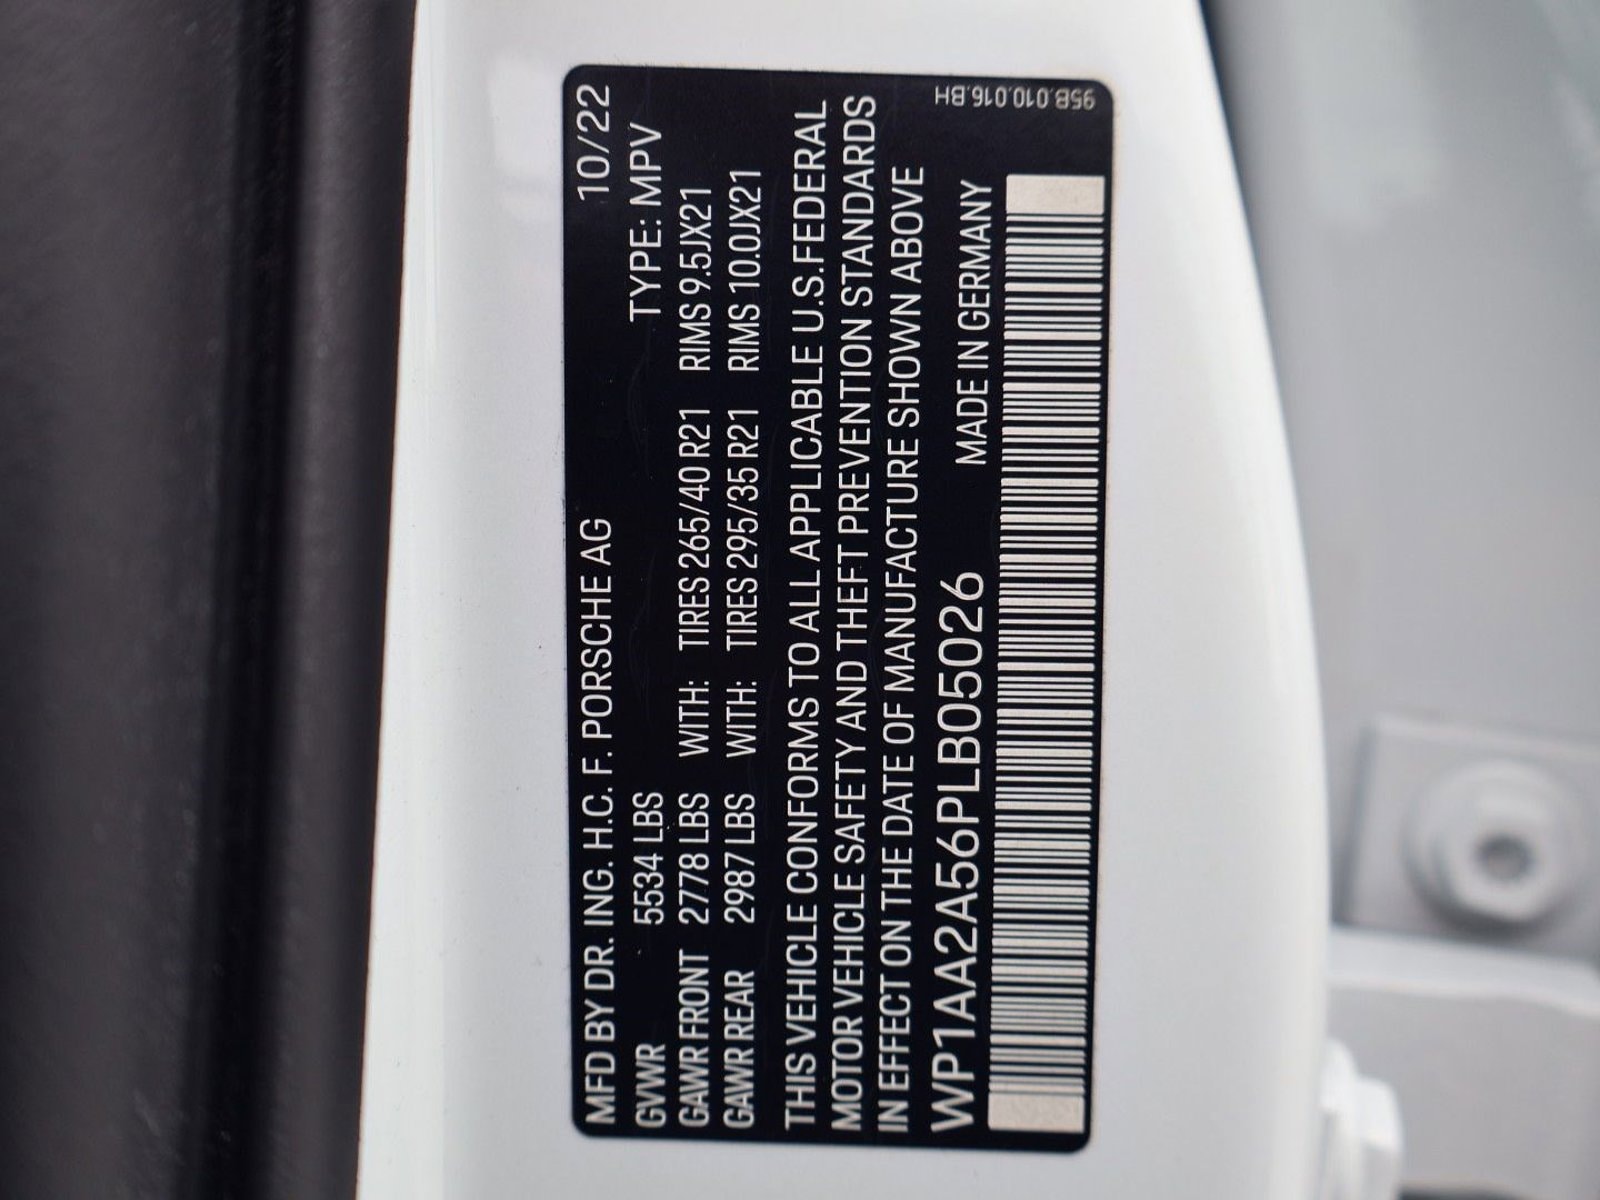 MFD BY DR. ING. H.C. F. PORSCHE AG 10/22
GVWR 5534 LBS TYPE: MPV
GAWR FRONT 2778 LBS WITH: TIRES 265/40 R21 RIMS 9.5JX21
GAWR REAR 2987 LBS WITH: TIRES 295/35 R21 RIMS 10.0JX21
THIS VEHICLE CONFORMS TO ALL APPLICABLE U.S.FEDERAL
MOTOR VEHICLE SAFETY AND THEFT PREVENTION STANDARDS
IN EFFECT ON THE DATE OF MANUFACTURE SHOWN ABOVE
WP1AA2A56PLB05026 MADE IN GERMANY
95B.010.016.BH